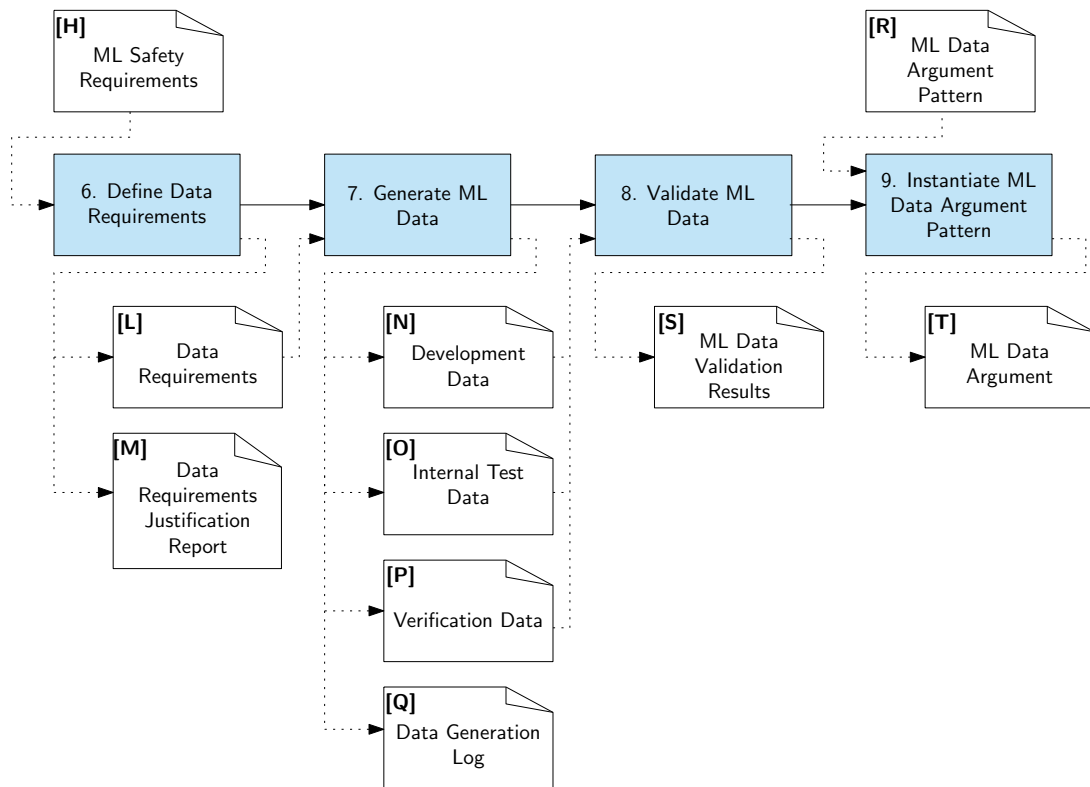 [H]
ML Safety
Requirements
[R]
ML Data
Argument
Pattern
6. Define Data
Requirements
7. Generate ML
Data
8. Validate ML
Data
9. Instantiate ML
Data Argument
Pattern
[L]
Data
Requirements
[N]
Development
Data
[S]
ML Data
Validation
Results
[T]
ML Data
Argument
[M]
Data
Requirements
Justification
Report
[O]
Internal Test
Data
[P]
Verification Data
[Q]
Data Generation
Log